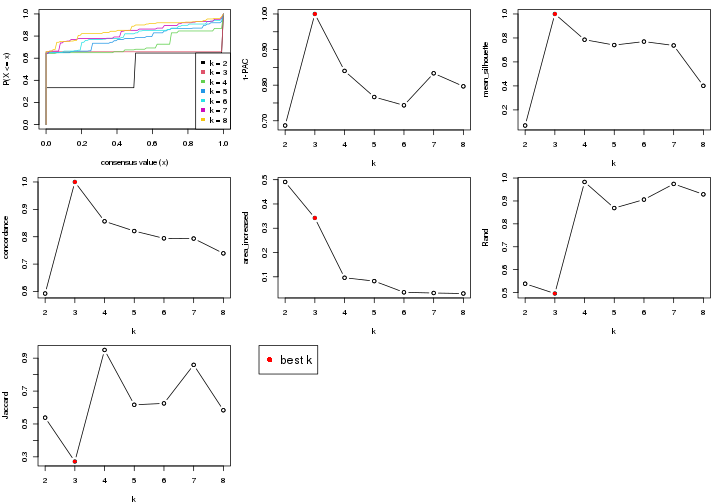 P(X <= x)
0.0 0.2 0.4 0.6 0.8 1.0
0.0 0.2 0.4 0.6 0.8 1.0
consensus value (x)
k = 2
k = 3
k = 4
k = 5
k = 6
k = 7
k = 8
1-PAC
0.70 0.80 0.90 1.00
2 3 4 5 6 7 8
k
mean_silhouette
0.2 0.4 0.6 0.8 1.0
2 3 4 5 6 7 8
k
concordance
0.6 0.7 0.8 0.9 1.0
2 3 4 5 6 7 8
k
area_increased
0.1 0.2 0.3 0.4 0.5
2 3 4 5 6 7 8
k
Rand
0.5 0.6 0.7 0.8 0.9 1.0
2 3 4 5 6 7 8
k
Jaccard
0.3 0.5 0.7 0.9
2 3 4 5 6 7 8
k
best k